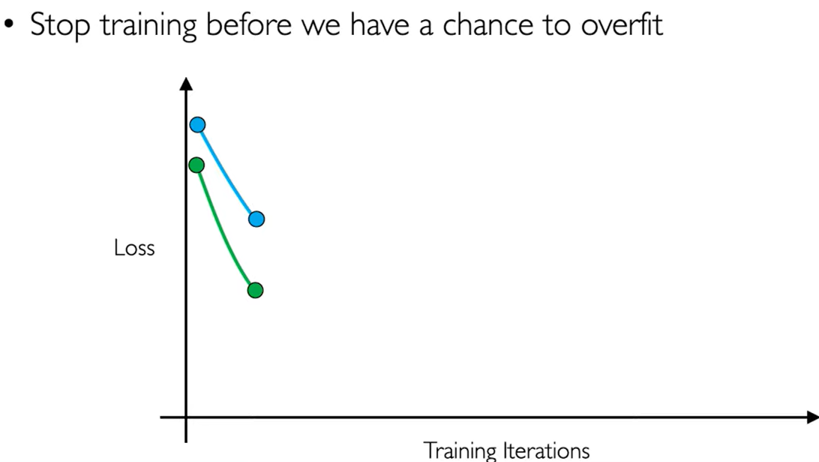 • Stop training before we have a chance to overfit
Loss
Training Iterations